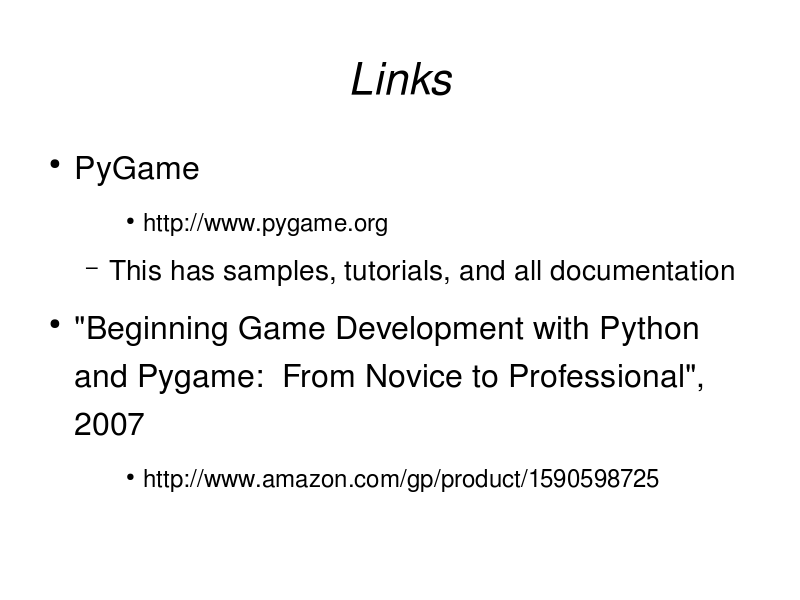 Links
• PyGame
• http://www.pygame.org
– This has samples, tutorials, and all documentation
• "Beginning Game Development with Python
and Pygame:  From Novice to Professional",
2007
• http://www.amazon.com/gp/product/1590598725